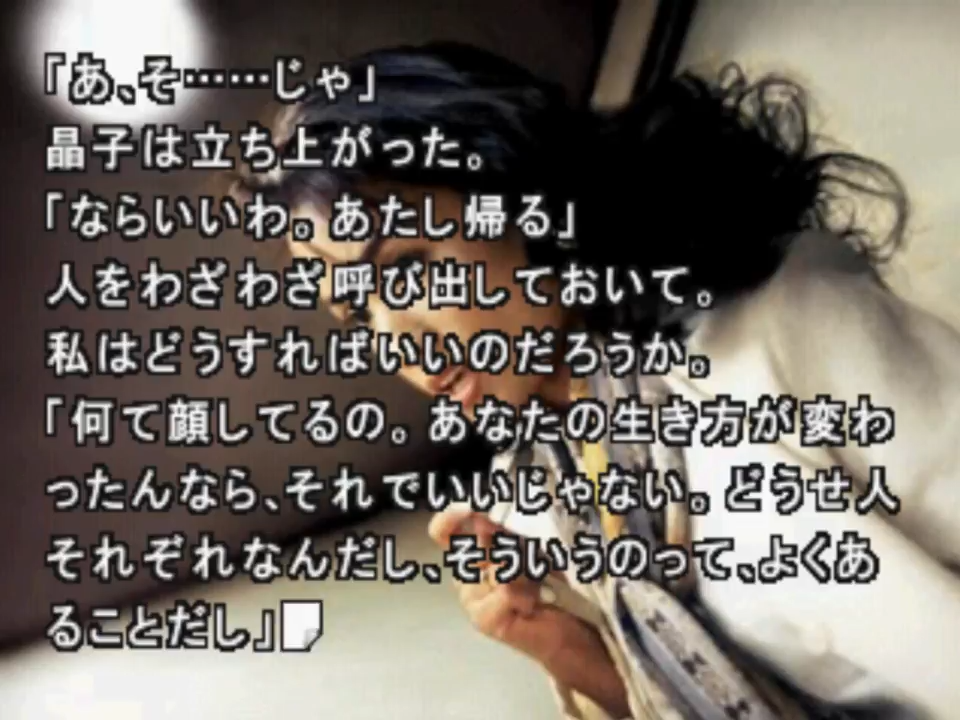 「あ、そ……じゃ」
晶子は立ち上がった。
「ならいいわ。あたし帰る」
人をわざわざ呼び出しておいて。
私はどうすればいいのだろうか。
「何て顔してるの。あなたの生き方が変わ
ったんなら、それでいいじゃない。どうせ人
それぞれなんだし、そういうのって、よくあ
ることだし」